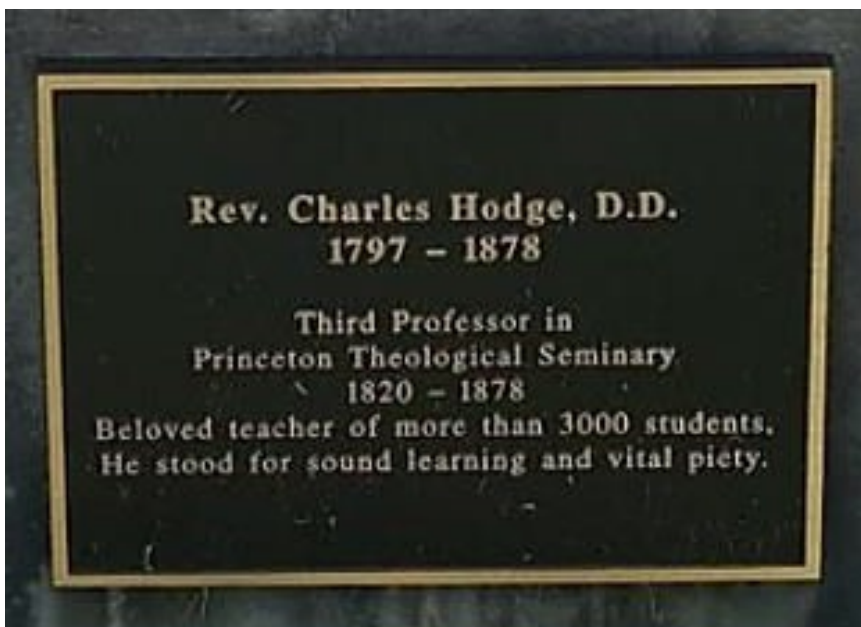 Rev. Charles Hodge, D.D.
1797 – 1878
Third Professor in
Princeton Theological Seminary
1820 – 1878
Beloved teacher of more than 3000 students.
He stood for sound learning and vital piety.